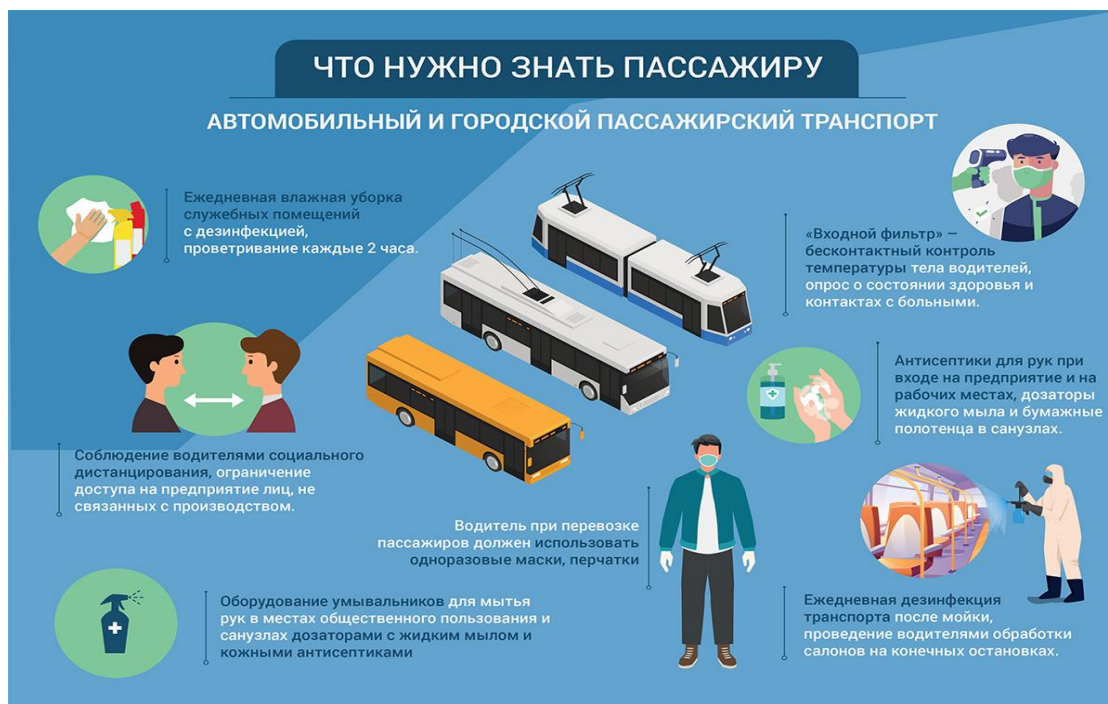 ЧТО НУЖНО ЗНАТЬ ПАССАЖИРУ
АВТОМОБИЛЬНЫЙ И ГОРОДСКОЙ ПАССАЖИРСКИЙ ТРАНСПОРТ
Ежедневная влажная уборка
служебных помещений
с дезинфекцией,
проветривание каждые 2 часа.
«Входной фильтр» –
бесконтактный контроль
температуры тела водителей,
опрос о состоянии здоровья и
контактах с больными.
Соблюдение водителями социального
дистанцирования, ограничение
доступа на предприятие лиц, не
связанных с производством.
Антисептики для рук при
входе на предприятие и на
рабочих местах, дозаторы
жидкого мыла и бумажные
полотенца в санузлах.
Водитель при перевозке
пассажиров должен использовать
одноразовые маски, перчатки
Оборудование умывальников для мытья
рук в местах общественного пользования и
санузлах дозаторами с жидким мылом и
кожными антисептиками
Ежедневная дезинфекция
транспорта после мойки,
проведение водителями обработки
салонов на конечных остановках.